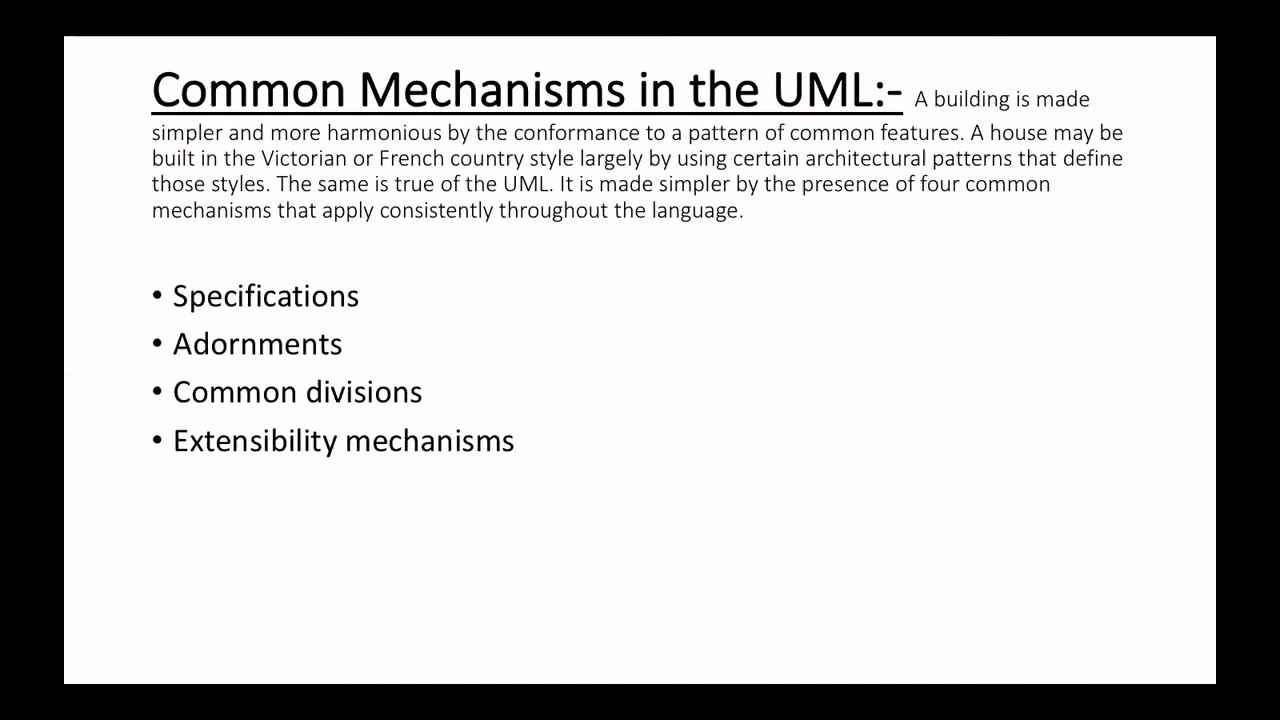 Common Mechanisms in the UML:- A building is made
simpler and more harmonious by the conformance to a pattern of common features. A house may be
built in the Victorian or French country style largely by using certain architectural patterns that define
those styles. The same is true of the UML. It is made simpler by the presence of four common
mechanisms that apply consistently throughout the language.
• Specifications
• Adornments
• Common divisions
• Extensibility mechanisms